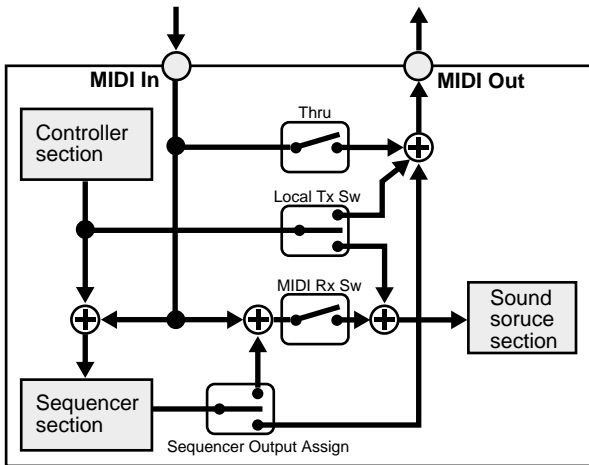 MIDI In
MIDI Out
Thru
Controller
section
Local Tx Sw
MIDI Rx Sw
Sound
soruce
section
Sequencer
section
Sequencer Output Assign